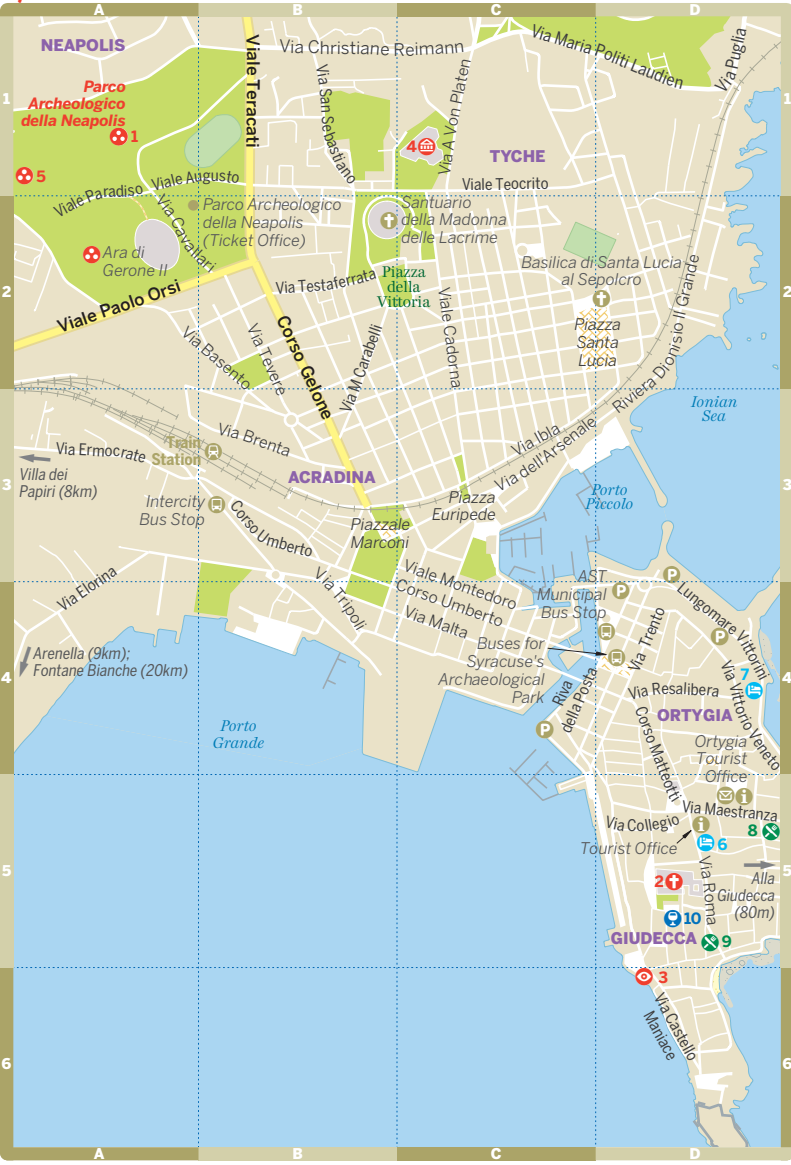 A
B
C
D
NEAPOLIS
Via Christiane Reimann
Via Maria Politi Laudien
Via Puglia
Viale Teracati
Parco
Archeologico
della Neapolis
1
1
1
Via San Sebastiano
Via A Von Platen
4
TYCHE
5
Viale Augusto
Viale Paradiso
Viale Teocrito
Via Cavallari
Parco Archeologico
della Neapolis
(Ticket Office)
Santuario
della Madonna
delle Lacrime
Ara di
Gerone II
Basilica di Santa Lucia
al Sepolcro
Via Testaferrata
Piazza
della
Vittoria
2
2
Viale Paolo Orsi
Viale Cadorna
Piazza
Santa
Lucia
Riviera Dionisio II Grande
Via Basento
Via Tevere
Corso Gelone
Via M Carabelli
Ionian
Sea
Via Brenta
Via Ibla
Via dell'Arsenale
Via Ermocrate
Train
Station
Villa dei
Papiri (8km)
ACRADINA
3
3
Intercity
Bus Stop
Corso Umberto
Piazzale
Marconi
Piazza
Euripede
Porto
Piccolo
Via Elorina
Via Tripoli
Viale Montedoro
Corso Umberto
Via Malta
AST
Municipal
Bus Stop
P
P
P
Lungomare Vittorini
Via Trento
Buses for
Syracuse's
Archaeological
Park
Arenella (9km);
Fontane Bianche (20km)
4
4
7
Riva
della Posta
P
Via Resalibera
Via Vittorio Veneto
ORTYGIA
Porto
Grande
Corso Matteotti
Ortygia
Tourist
Office
i
Via Maestranza
Via Collegio
i
8
Tourist Office
6
5
5
2
Via Roma
Alla
Giudecca
(80m)
10
GIUDECCA
9
3
Via Castello
Maniace
6
6
A
B
C
D